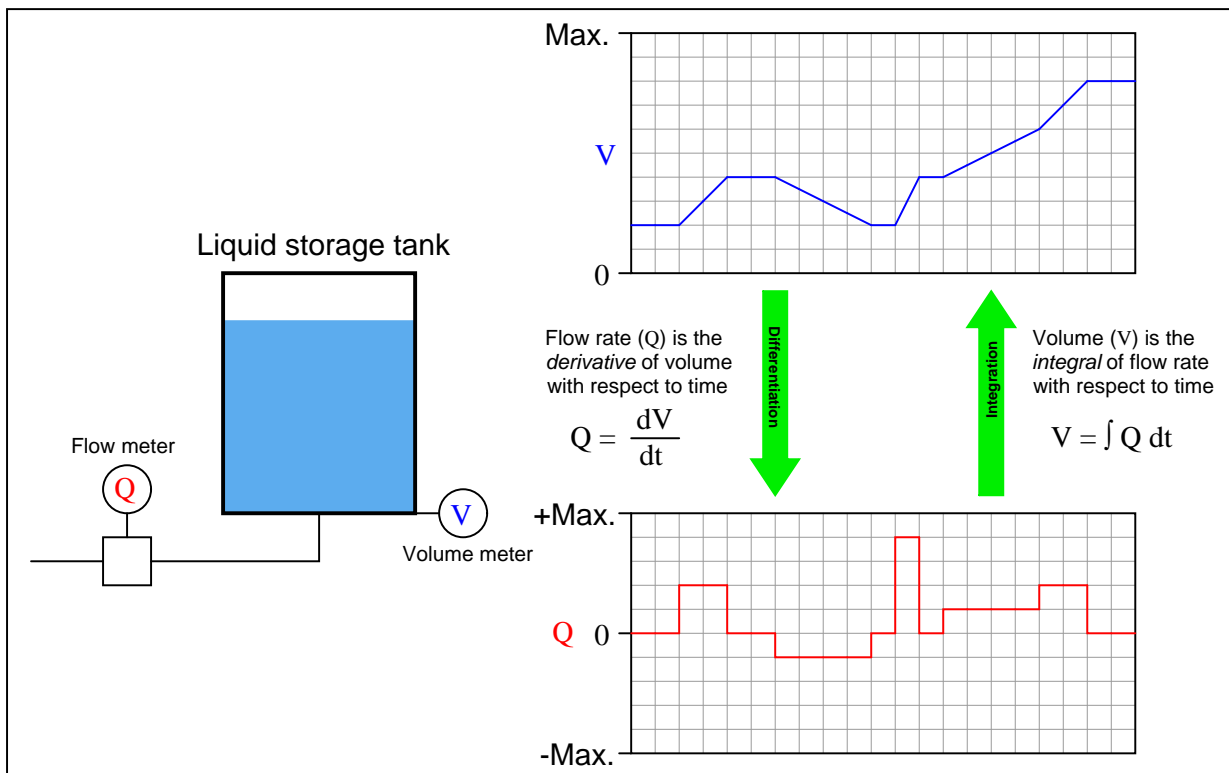 Max.
V
0
Liquid storage tank
Flow meter
Q
V
Volume meter
Flow rate (Q) is the
derivative of volume
with respect to time
Q = dV
dt
Differentiation
Integration
Volume (V) is the
integral of flow rate
with respect to time
V = ∫ Q dt
+Max.
Q 0
-Max.